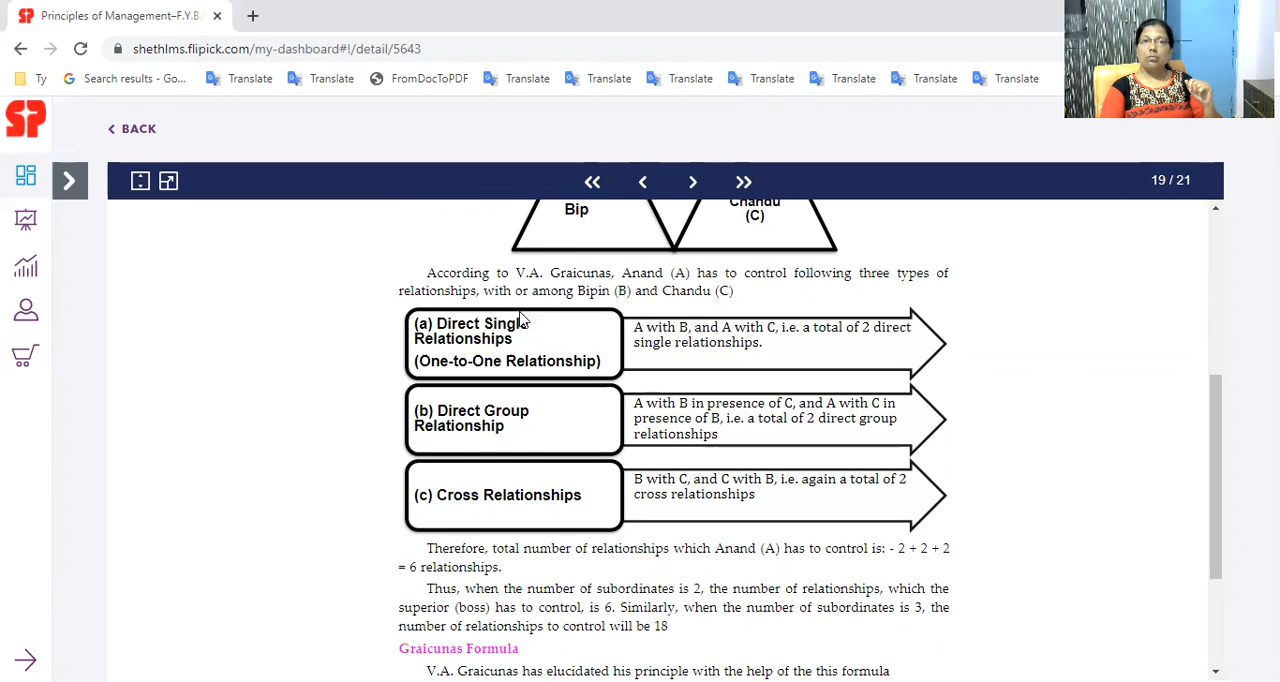 Principles of Management–F.Y.B.
shethlms.flipick.com/my-dashboard#!/detail/5643
Ty
Search results - Go...
Translate
Translate
FromDocToPDF
Translate
Translate
Translate
Translate
Translate
Translate
Translate
SP
BACK
19 / 21
Bip
Chandu
(C)
According to V.A. Graicunas, Anand (A) has to control following three types of
relationships, with or among Bipin (B) and Chandu (C)
(a) Direct Single
Relationships
(One-to-One Relationship)
A with B, and A with C, i.e. a total of 2 direct
single relationships.
(b) Direct Group
Relationship
A with B in presence of C, and A with C in
presence of B, i.e. a total of 2 direct group
relationships
(c) Cross Relationships
B with C, and C with B, i.e. again a total of 2
cross relationships
Therefore, total number of relationships which Anand (A) has to control is: - 2 + 2 + 2
= 6 relationships.
Thus, when the number of subordinates is 2, the number of relationships, which the
superior (boss) has to control, is 6. Similarly, when the number of subordinates is 3, the
number of relationships to control will be 18
Graicunas Formula
V.A. Graicunas has elucidated his principle with the help of the this formula